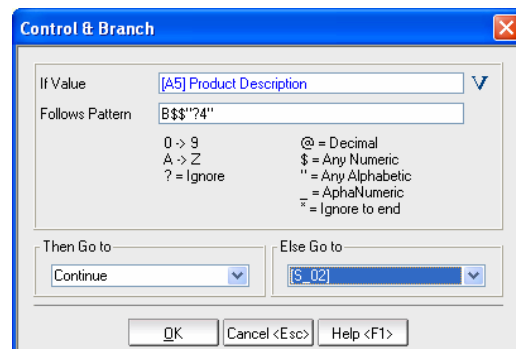 Control & Branch
If Value [A5] Product Description V
Follows Pattern B$$"?4"
0 -> 9 @ = Decimal
A -> Z $ = Any Numeric
? = Ignore " = Any Alphabetic
_ = AphaNumeric
* = Ignore to end
Then Go to Else Go to
Continue [S_02]
OK Cancel <Esc> Help <F1>